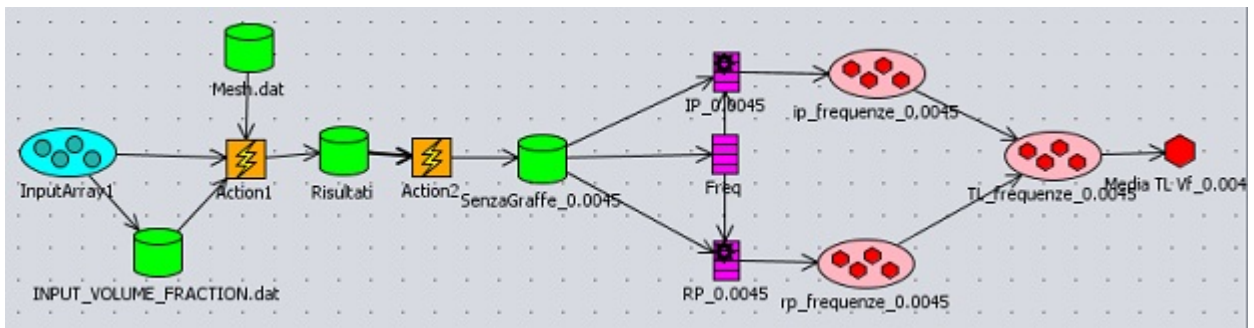 Mesh.dat
InputArray1
Action1
INPUT_VOLUME_FRACTION.dat
Risultati
Action2
SenzaGraffe_0.0045
IP_0.0045
Freq
RP_0.0045
ip_frequenze_0.0045
rp_frequenze_0.0045
TL_frequenze_0.0045
Media TL Vf_0.004